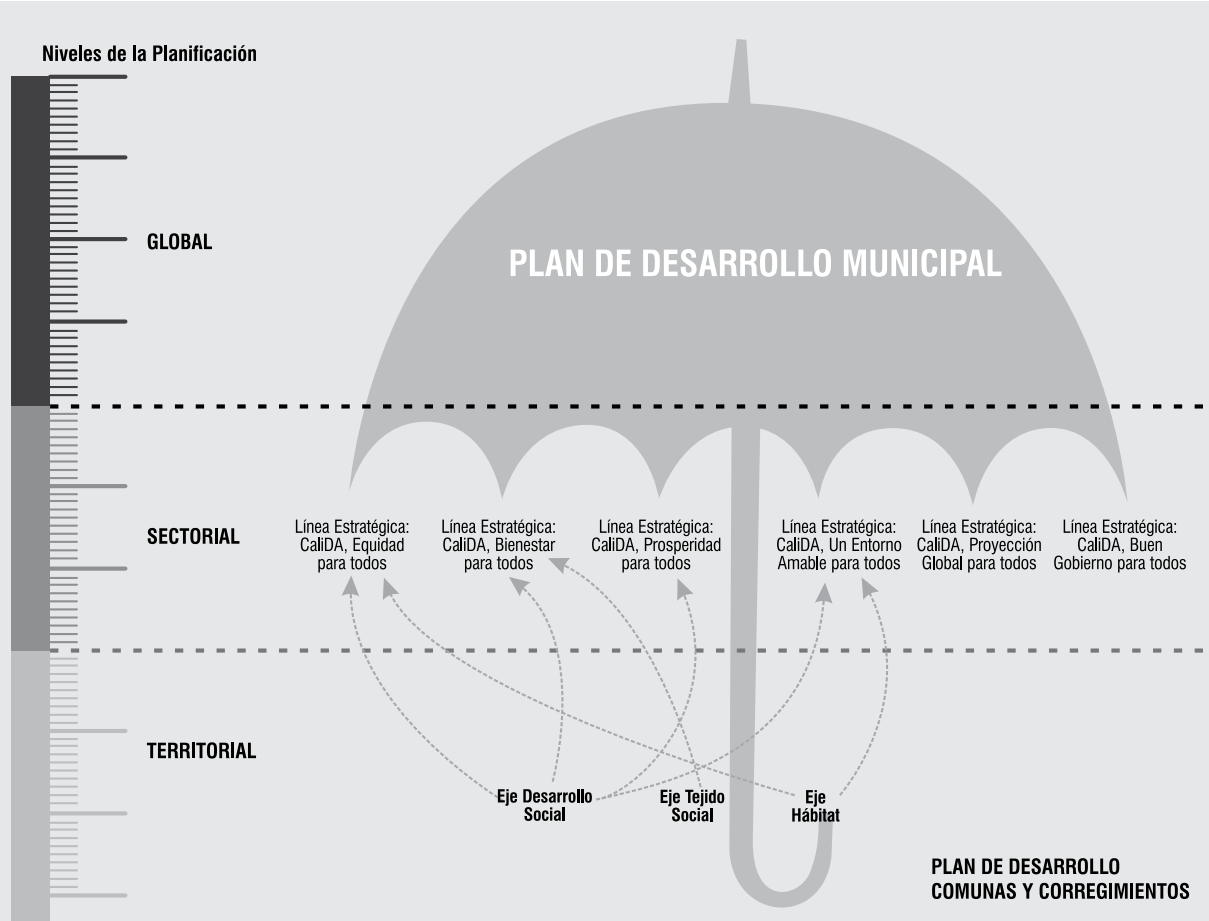 Niveles de la Planificación
GLOBAL
PLAN DE DESARROLLO MUNICIPAL
SECTORIAL
Línea Estratégica:
CaliDA, Equidad
para todos
Línea Estratégica:
CaliDA, Bienestar
para todos
Línea Estratégica:
CaliDA, Prosperidad
para todos
Línea Estratégica:
CaliDA, Un Entorno
Amable para todos
Línea Estratégica:
CaliDA, Proyección
Global para todos
Línea Estratégica:
CaliDA, Buen
Gobierno para todos
TERRITORIAL
Eje Desarrollo
Social
Eje Tejido
Social
Eje
Hábitat
PLAN DE DESARROLLO
COMUNAS Y CORREGIMIENTOS